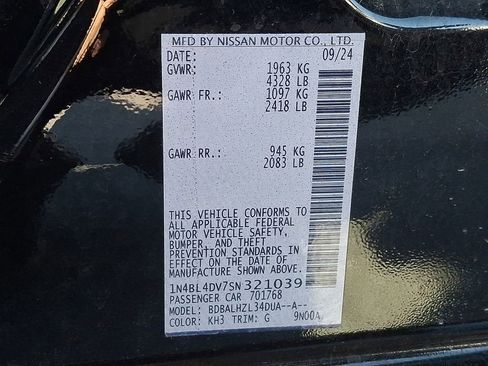 MFD BY NISSAN MOTOR CO., LTD.
DATE: 09/24
GVWR: 1963 KG
4328 LB
GAWR FR.: 1097 KG
2418 LB
GAWR RR.: 945 KG
2083 LB
THIS VEHICLE CONFORMS TO
ALL APPLICABLE FEDERAL
MOTOR VEHICLE SAFETY,
BUMPER, AND THEFT
PREVENTION STANDARDS IN
EFFECT ON THE DATE OF
MANUFACTURE SHOWN ABOVE.
1N4BL4DV7SN321039
PASSENGER CAR 701768
MODEL: BDBALHZL34DUA--A--
COLOR: KH3 TRIM: G 9N00A